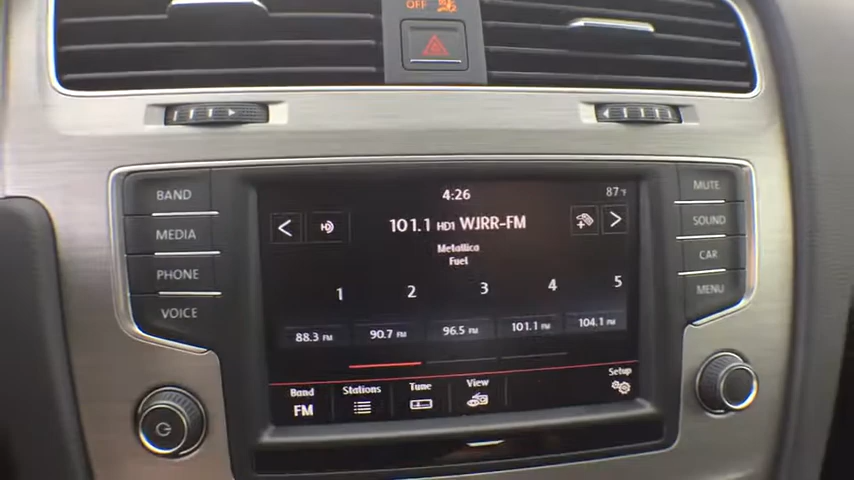 OFF
BAND
MEDIA
PHONE
VOICE
MUTE
SOUND
CAR
MENU
4:26
87°F
HD
101.1 HD1 WJRR-FM
Metallica
Fuel
1 2 3 4 5
88.3 FM 90.7 FM 96.5 FM 101.1 FM 104.1 FM
Band Stations Tune View Setup
FM